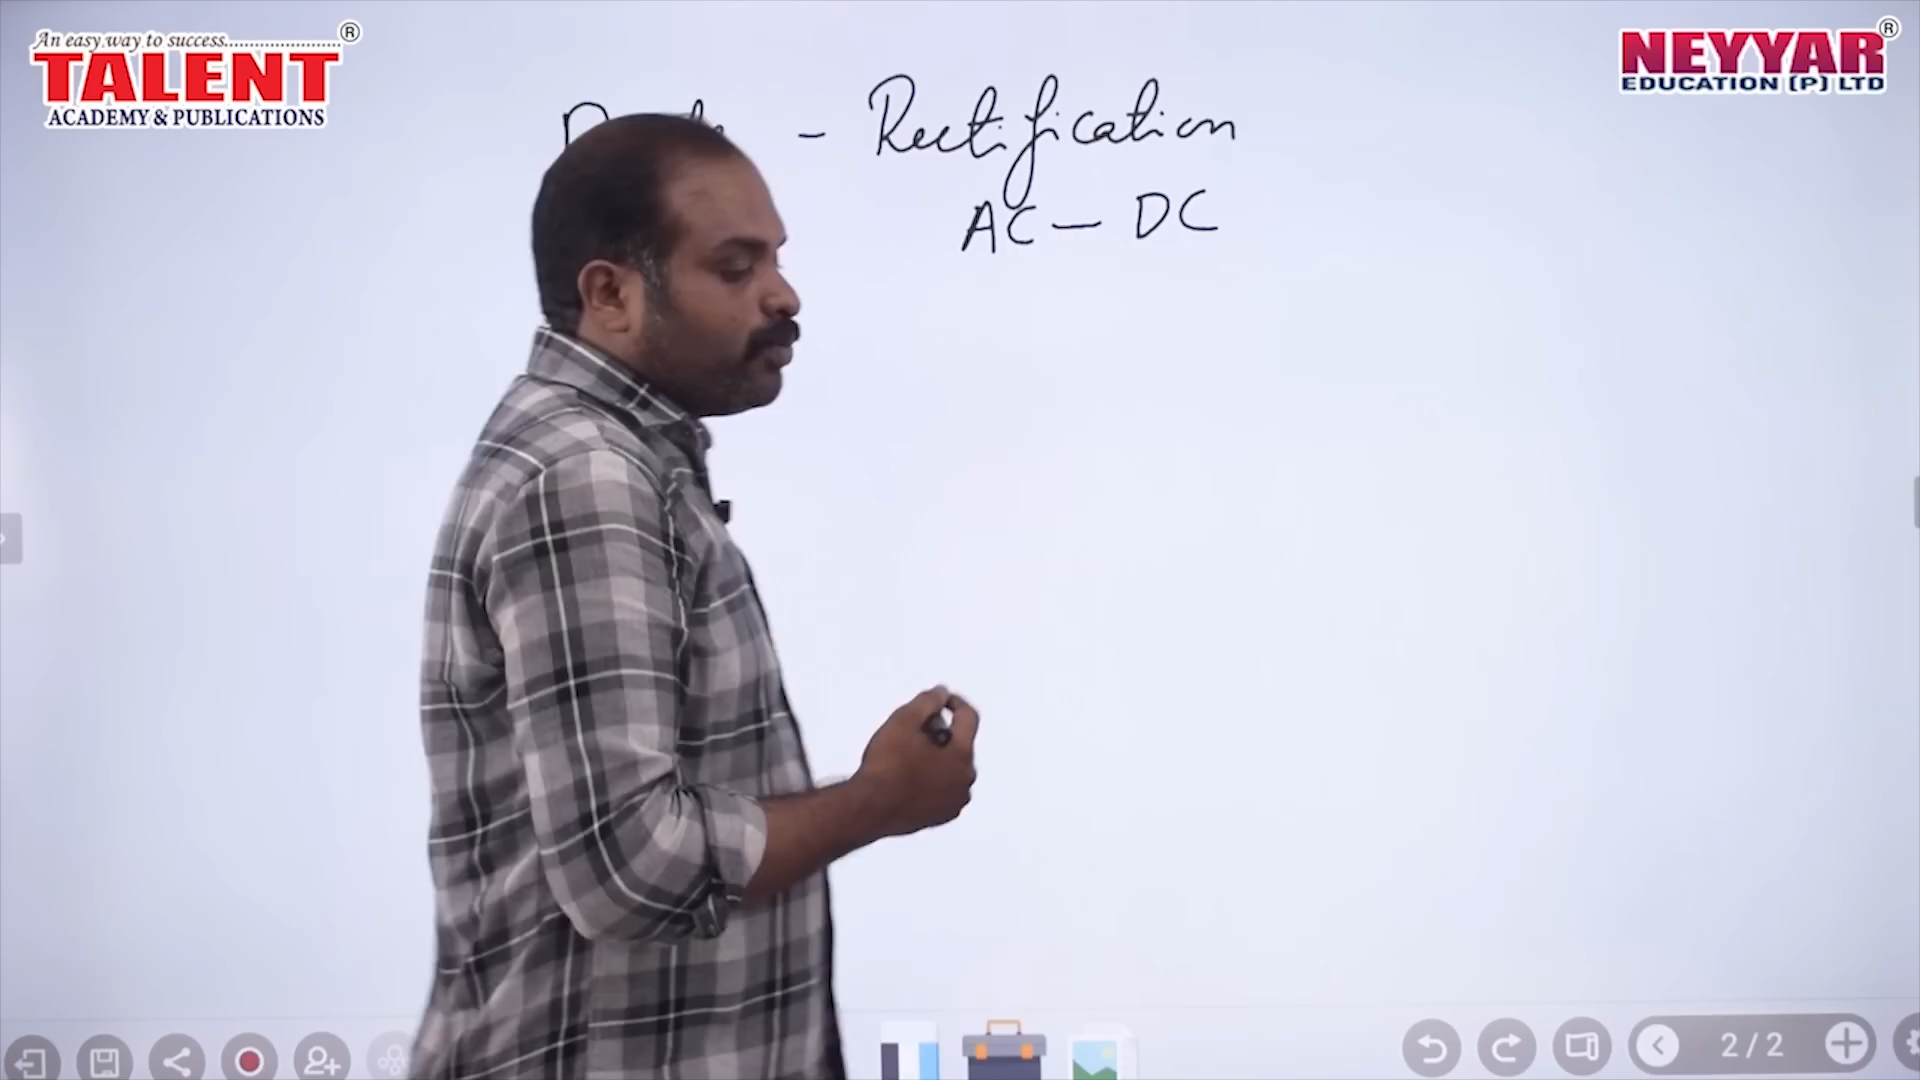 An easy way to success........................®
TALENT
ACADEMY & PUBLICATIONS
NEYYAR®
EDUCATION (P) LTD
- Rectification
AC - DC
2/2